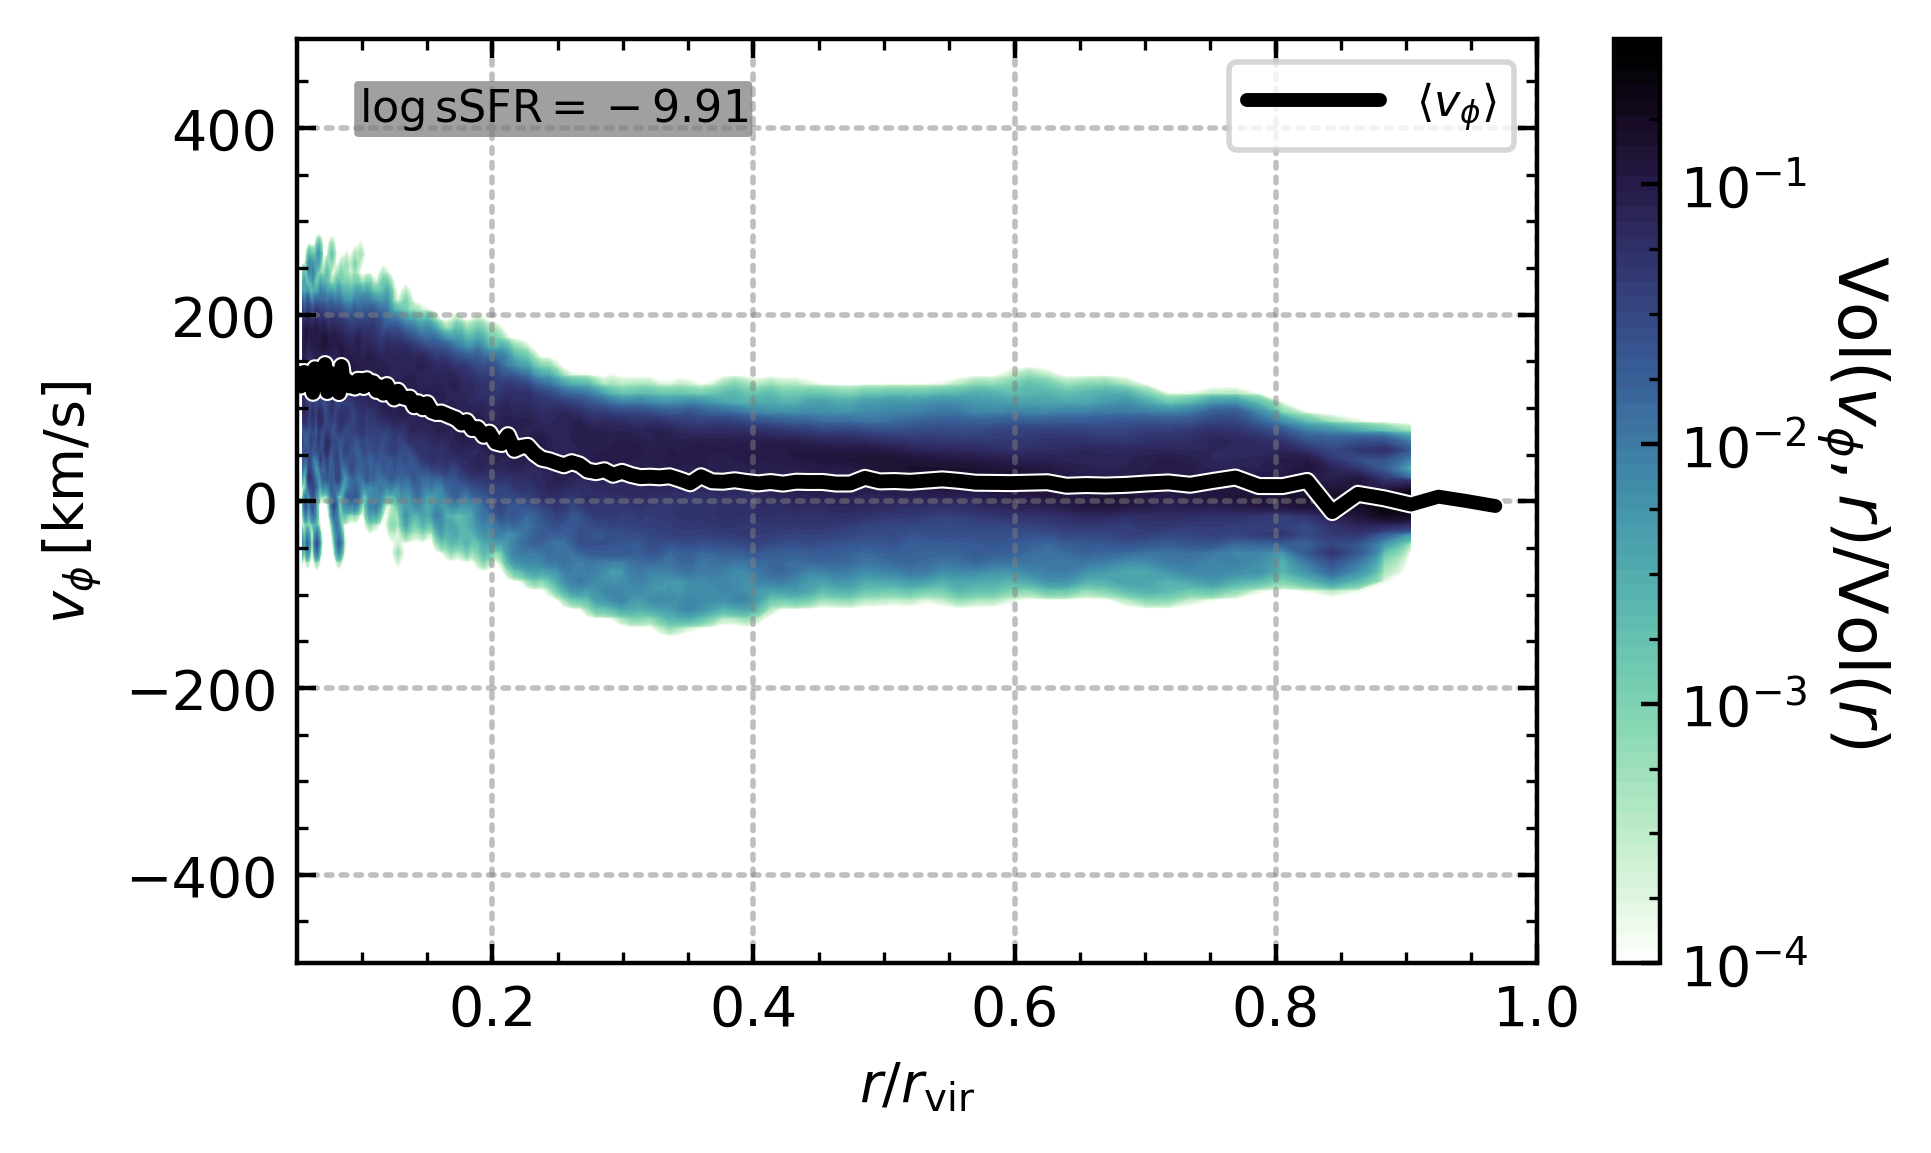 log sSFR = −9.91
⟨v_ϕ⟩
400
200
0
−200
−400
v_ϕ [km/s]
0.2 0.4 0.6 0.8 1.0
r/r_vir
10⁻¹
10⁻²
10⁻³
10⁻⁴
Vol(v_ϕ, r)/Vol(r)